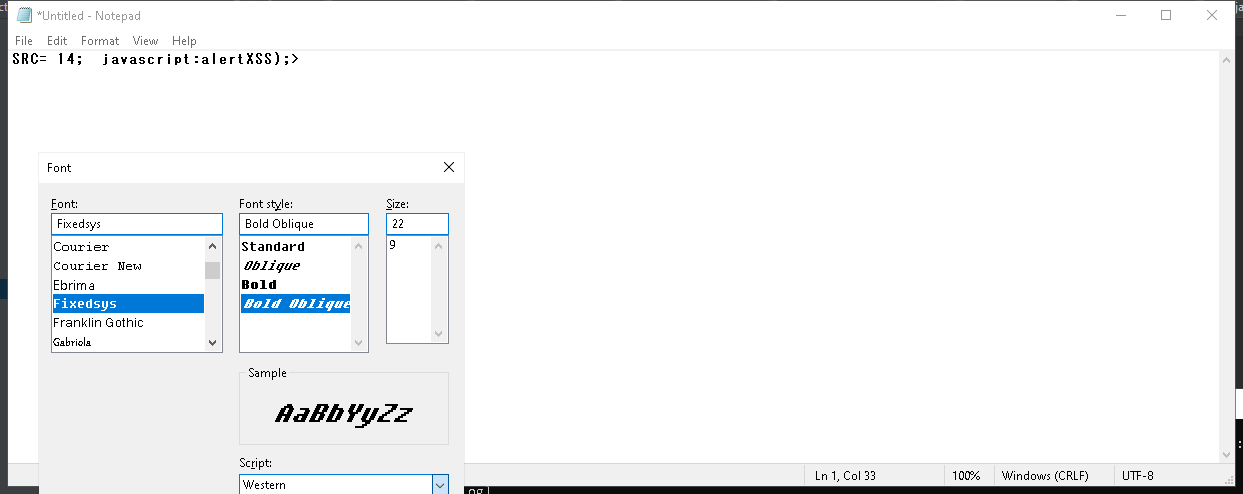 *Untitled - Notepad
File Edit Format View Help
SRC= 14;  javascript:alertXSS);>
Font
Font: Font style: Size:
Fixedsys Bold Oblique 22
Courier Standard 9
Courier New Oblique
Ebrima Bold
Fixedsys Bold Oblique
Franklin Gothic
Gabriola
Sample
AaBbYyZz
Script:
Western
Ln 1, Col 33 100% Windows (CRLF) UTF-8